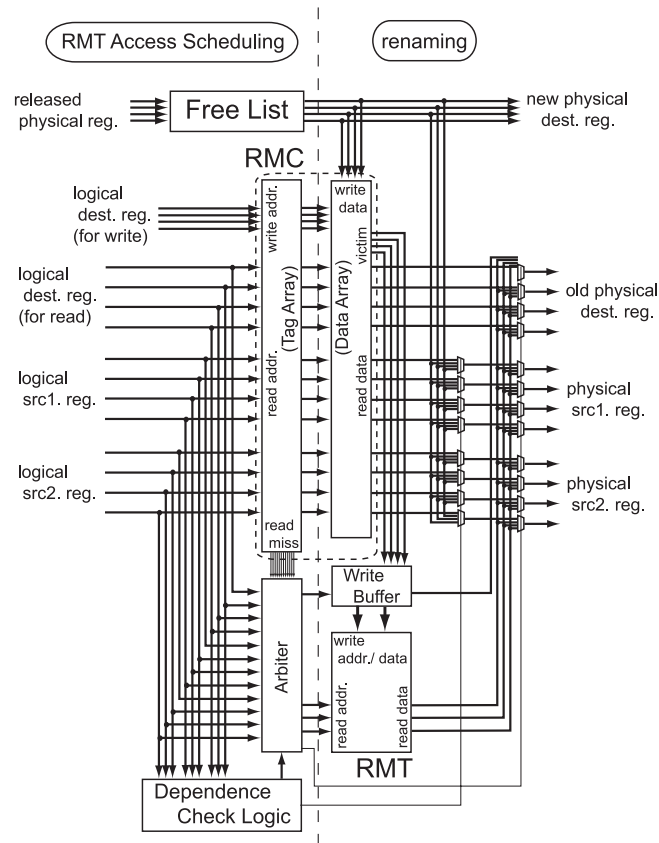 RMT Access Scheduling
renaming
released
physical reg.
Free List
new physical
dest. reg.
RMC
logical
dest. reg.
(for write)
write addr.
write
data
victim
logical
dest. reg.
(for read)
(Tag Array)
(Data Array)
old physical
dest. reg.
logical
src1. reg.
read addr.
read data
physical
src1. reg.
logical
src2. reg.
physical
src2. reg.
read
miss
Write
Buffer
Arbiter
write
addr./ data
read addr.
read data
RMT
Dependence
Check Logic